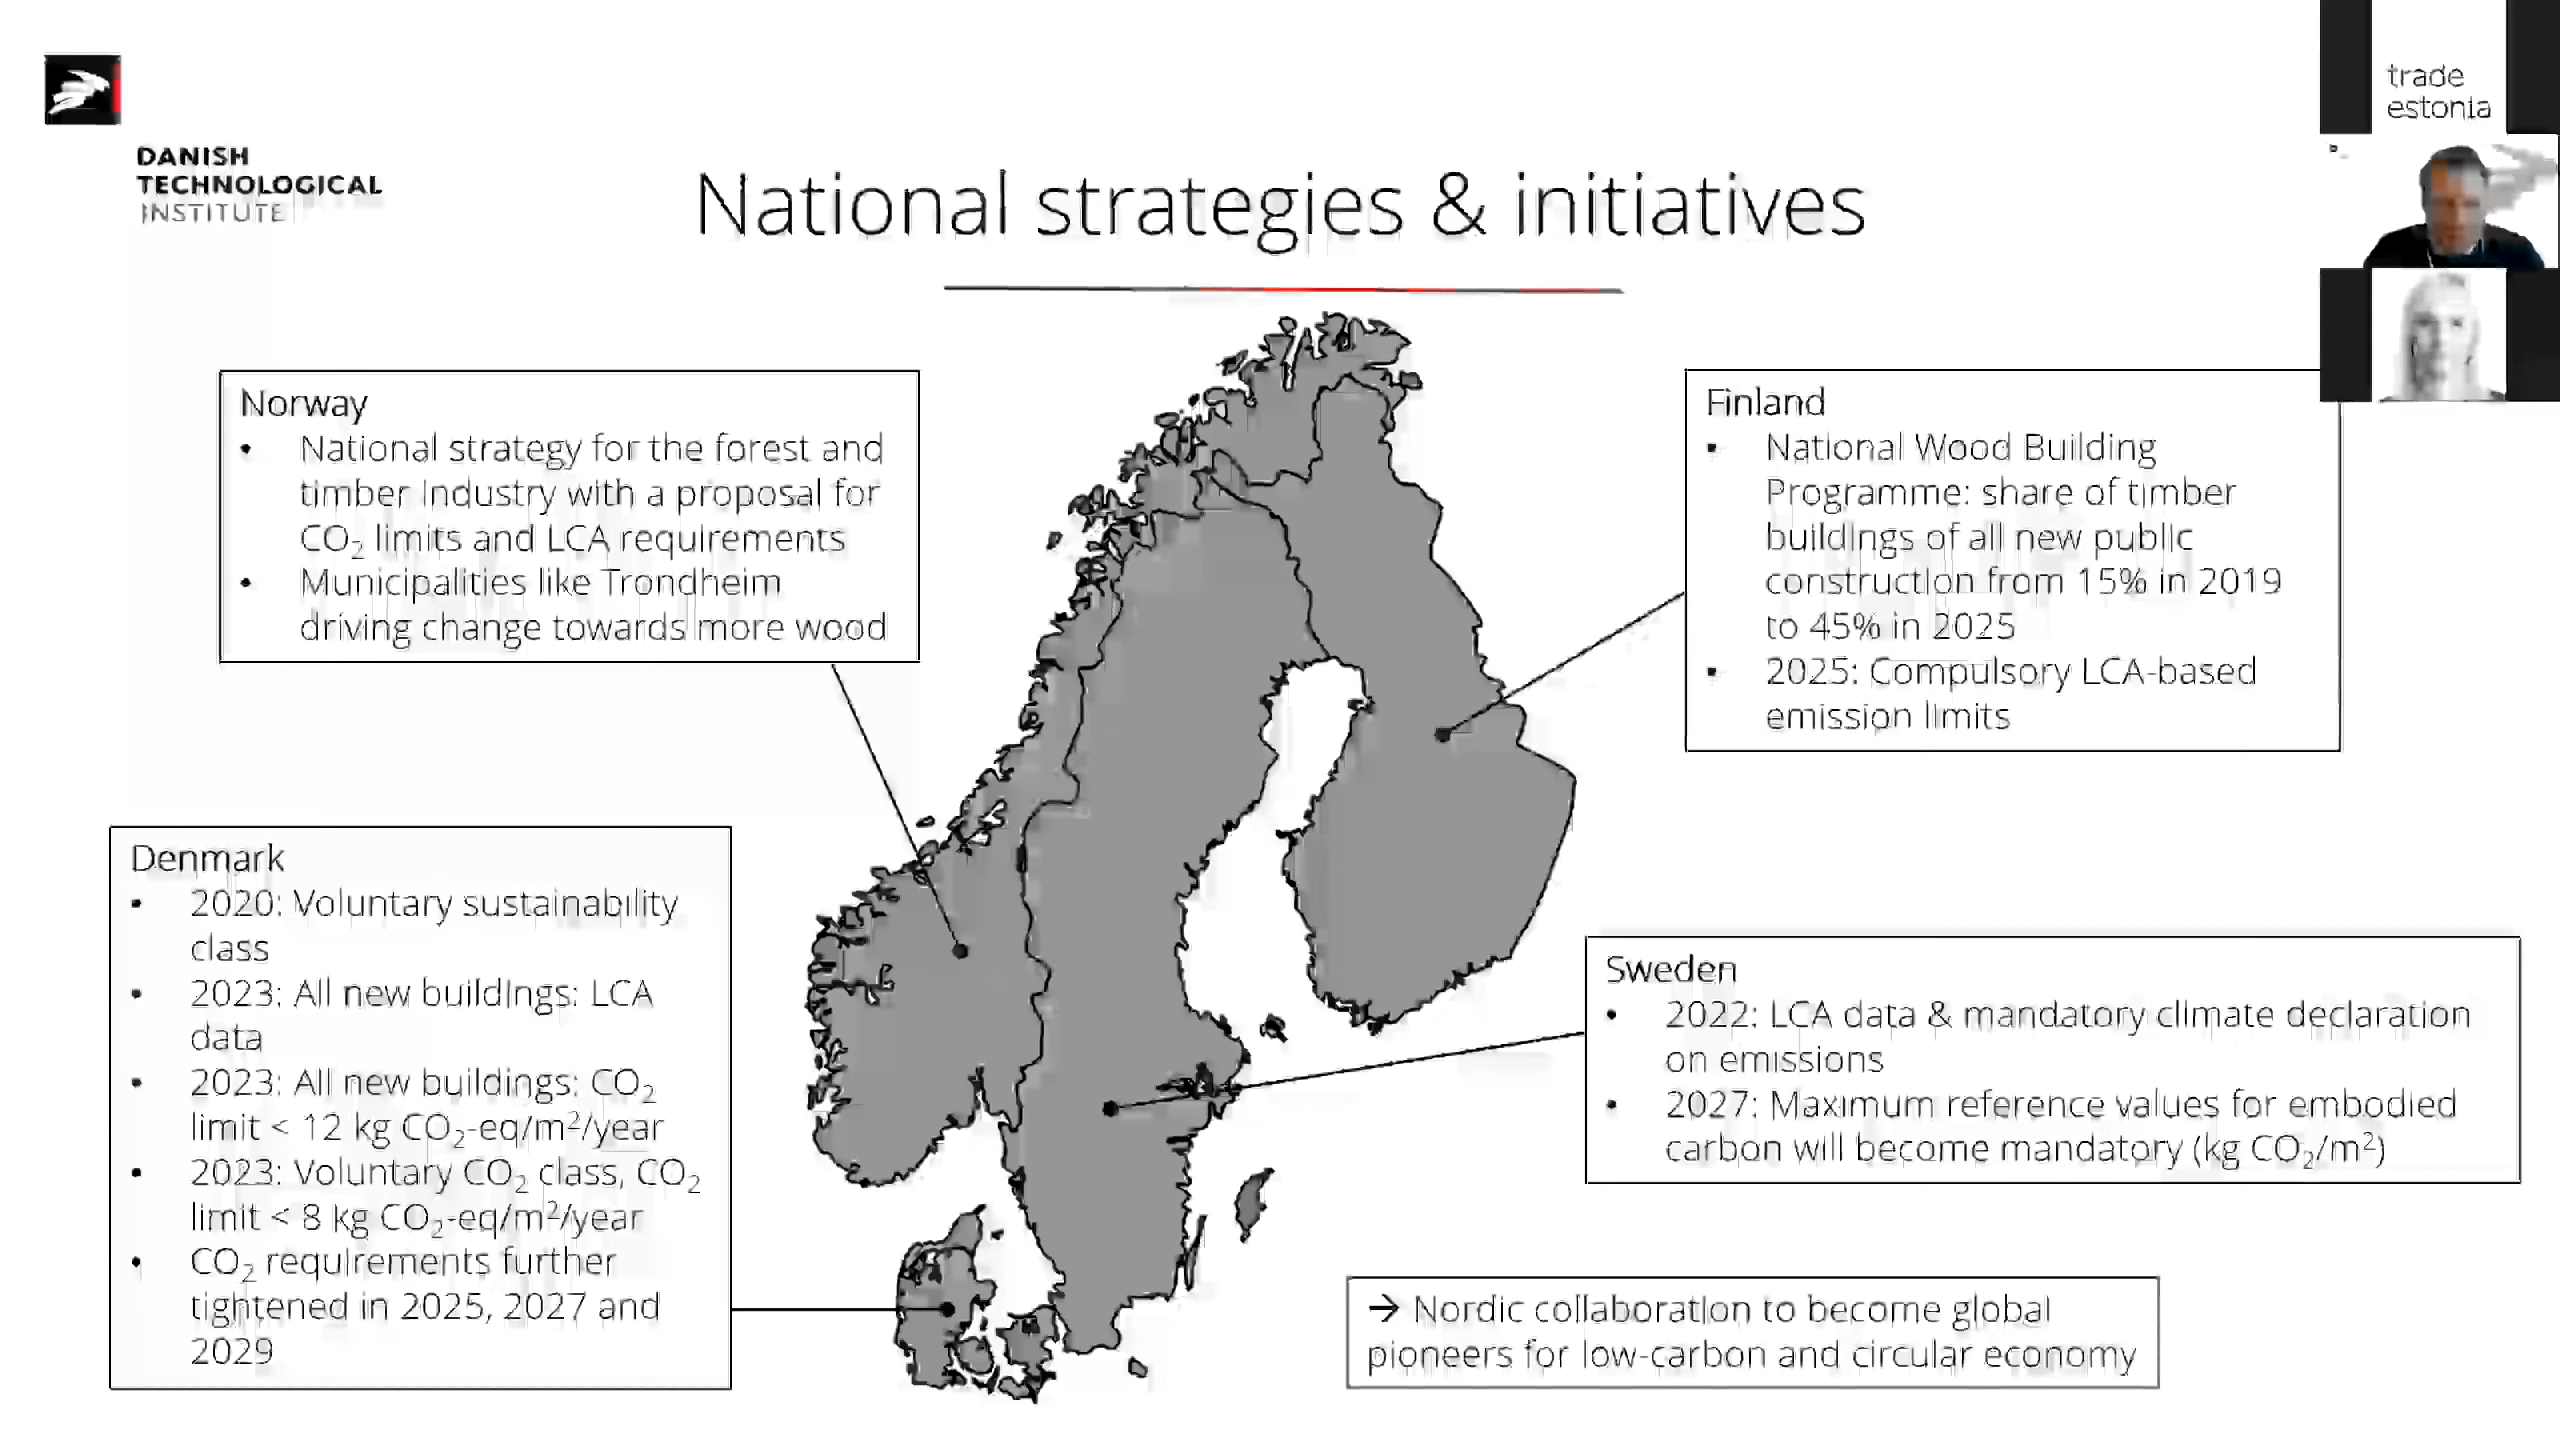 DANISH
TECHNOLOGICAL
INSTITUTE
trade
estonia
National strategies & initiatives
Norway
• National strategy for the forest and
timber industry with a proposal for
CO₂ limits and LCA requirements
• Municipalities like Trondheim
driving change towards more wood
Finland
• National Wood Building
Programme: share of timber
buildings of all new public
construction from 15% in 2019
to 45% in 2025
• 2025: Compulsory LCA-based
emission limits
Denmark
• 2020: Voluntary sustainability
class
• 2023: All new buildings: LCA
data
• 2023: All new buildings: CO₂
limit < 12 kg CO₂-eq/m²/year
• 2023: Voluntary CO₂ class, CO₂
limit < 8 kg CO₂-eq/m²/year
• CO₂ requirements further
tightened in 2025, 2027 and
2029
Sweden
• 2022: LCA data & mandatory climate declaration
on emissions
• 2027: Maximum reference values for embodied
carbon will become mandatory (kg CO₂/m²)
→ Nordic collaboration to become global
pioneers for low-carbon and circular economy